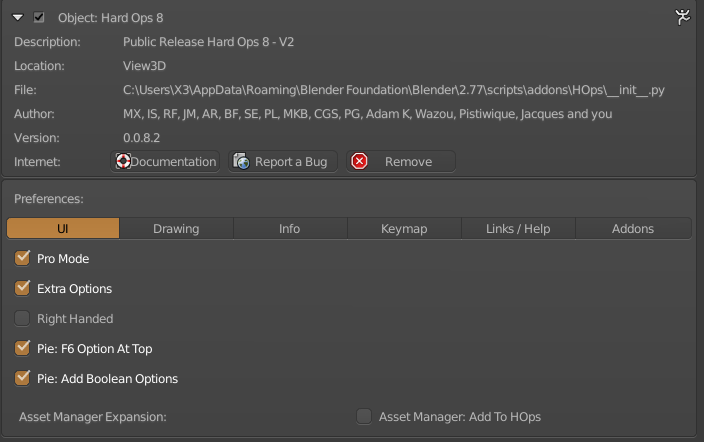 Object: Hard Ops 8
Description: Public Release Hard Ops 8 - V2
Location: View3D
File: C:\Users\X3\AppData\Roaming\Blender Foundation\Blender\2.77\scripts\addons\HOps\__init__.py
Author: MX, IS, RF, JM, AR, BF, SE, PL, MKB, CGS, PG, Adam K, Wazou, Pistiwique, Jacques and you
Version: 0.0.8.2
Internet: Documentation Report a Bug Remove
Preferences:
UI Drawing Info Keymap Links / Help Addons
Pro Mode
Extra Options
Right Handed
Pie: F6 Option At Top
Pie: Add Boolean Options
Asset Manager Expansion: Asset Manager: Add To HOps